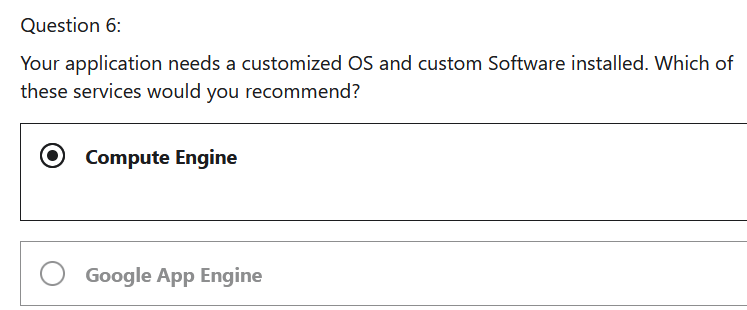 Question 6:
Your application needs a customized OS and custom Software installed. Which of
these services would you recommend?
Compute Engine
Google App Engine